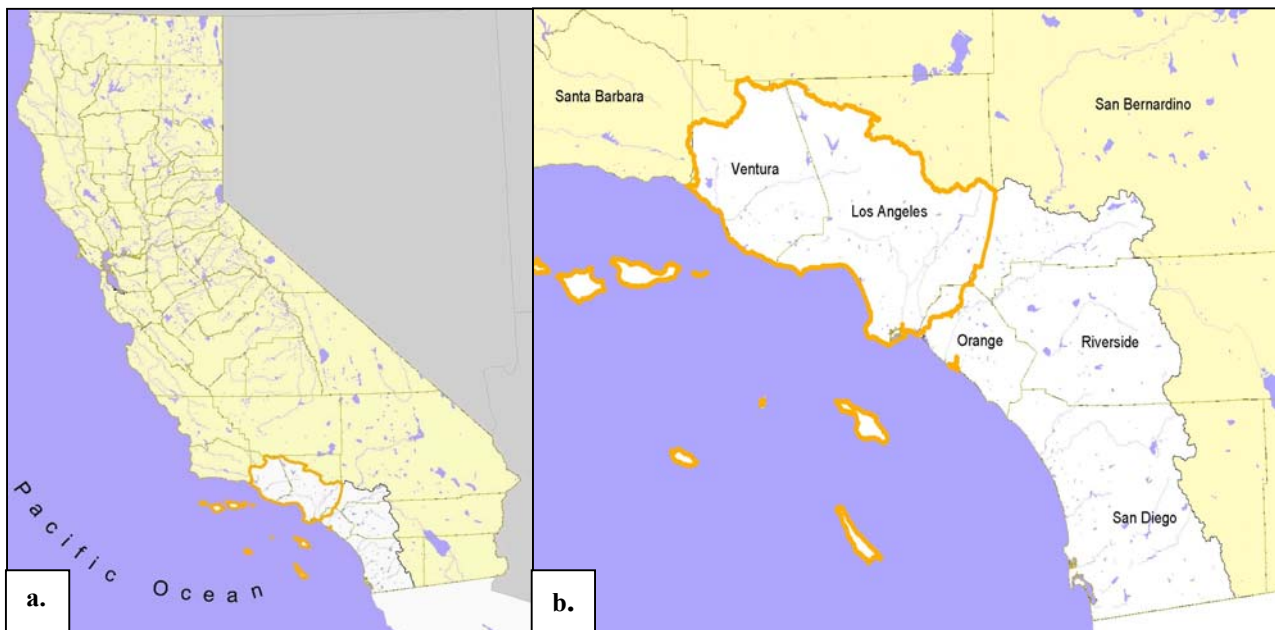 Pacific Ocean
a.
Santa Barbara
San Bernardino
Ventura
Los Angeles
Orange
Riverside
San Diego
b.